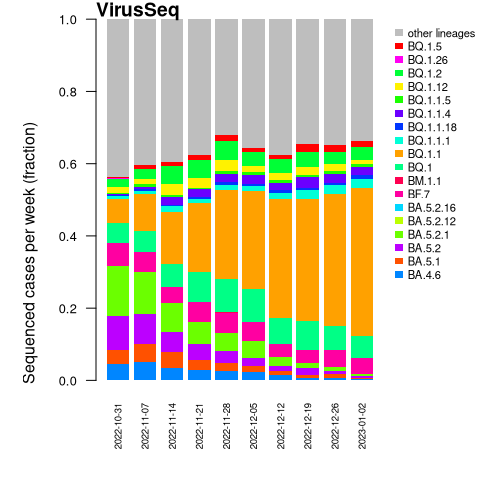 VirusSeq
Sequenced cases per week (fraction)
1.0
0.8
0.6
0.4
0.2
0.0
2022-10-31
2022-11-07
2022-11-14
2022-11-21
2022-11-28
2022-12-05
2022-12-12
2022-12-19
2022-12-26
2023-01-02
other lineages
BQ.1.5
BQ.1.26
BQ.1.2
BQ.1.12
BQ.1.1.5
BQ.1.1.4
BQ.1.1.18
BQ.1.1.1
BQ.1.1
BQ.1
BM.1.1
BF.7
BA.5.2.16
BA.5.2.12
BA.5.2.1
BA.5.2
BA.5.1
BA.4.6